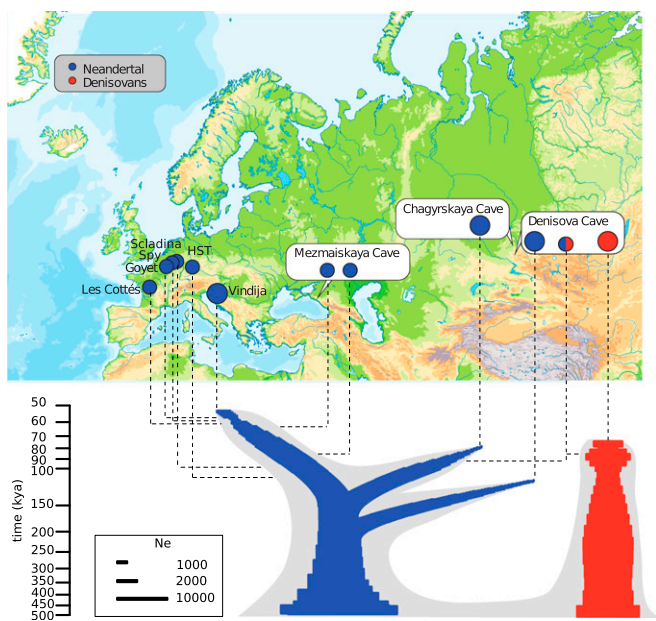 Neandertal
Denisovans
Chagyrskaya Cave
Denisova Cave
Scladina
Spy
HST
Goyet
Mezmaiskaya Cave
Les Cottés
Vindija
50
60
70
80
90
100
150
200
250
300
350
400
450
500
time (kya)
Ne
1000
2000
10000